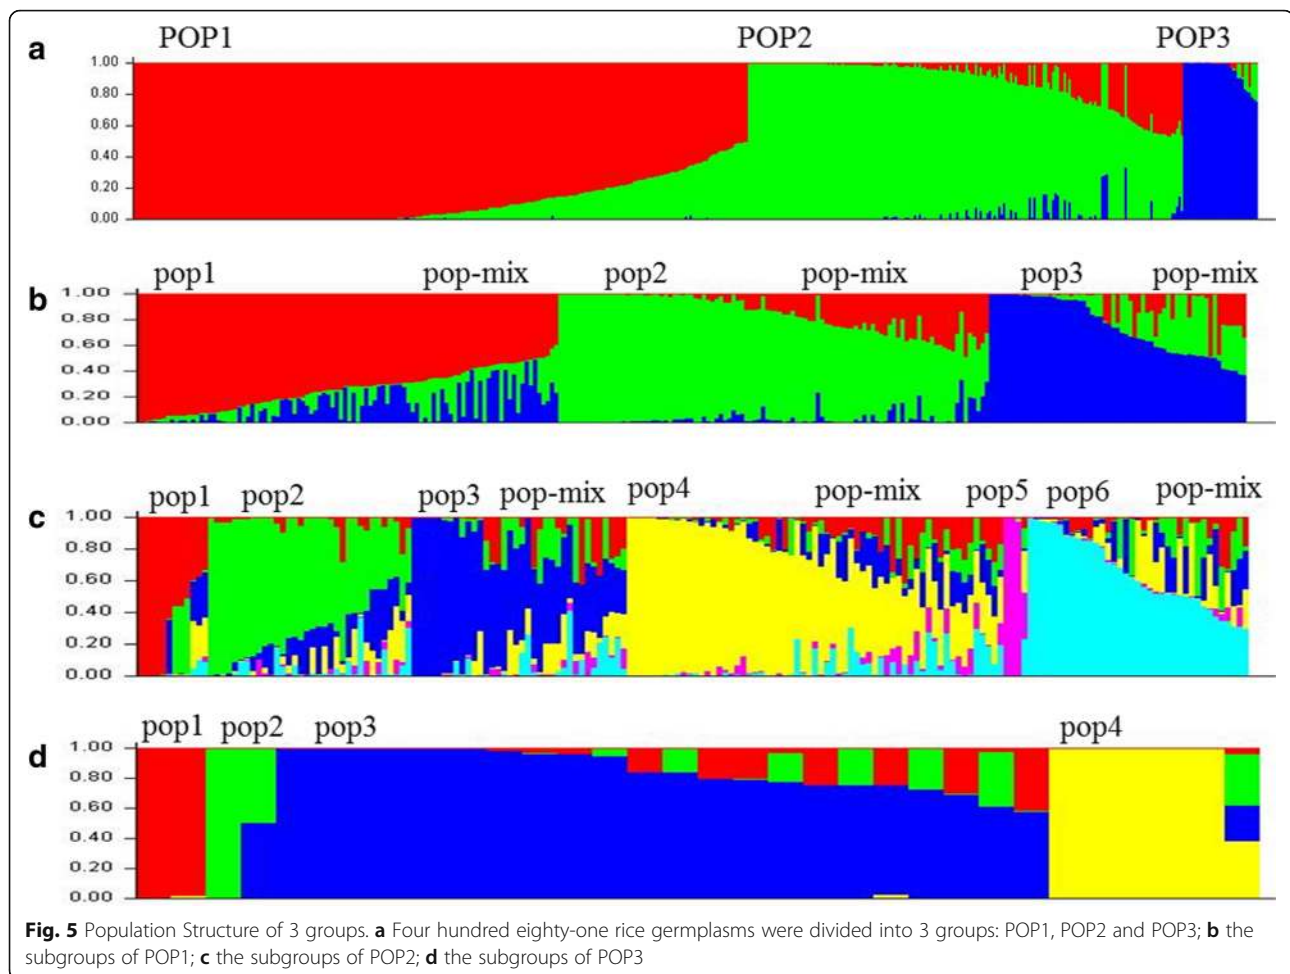 a
POP1 POP2 POP3
1.00
0.80
0.60
0.40
0.20
0.00
b
pop1 pop-mix pop2 pop-mix pop3 pop-mix
1.00
0.80
0.60
0.40
0.20
0.00
c
pop1 pop2 pop3 pop-mix pop4 pop-mix pop5 pop6 pop-mix
1.00
0.80
0.60
0.40
0.20
0.00
d
pop1 pop2 pop3 pop4
1.00
0.80
0.60
0.40
0.20
0.00
Fig. 5 Population Structure of 3 groups. a Four hundred eighty-one rice germplasms were divided into 3 groups: POP1, POP2 and POP3; b the
subgroups of POP1; c the subgroups of POP2; d the subgroups of POP3